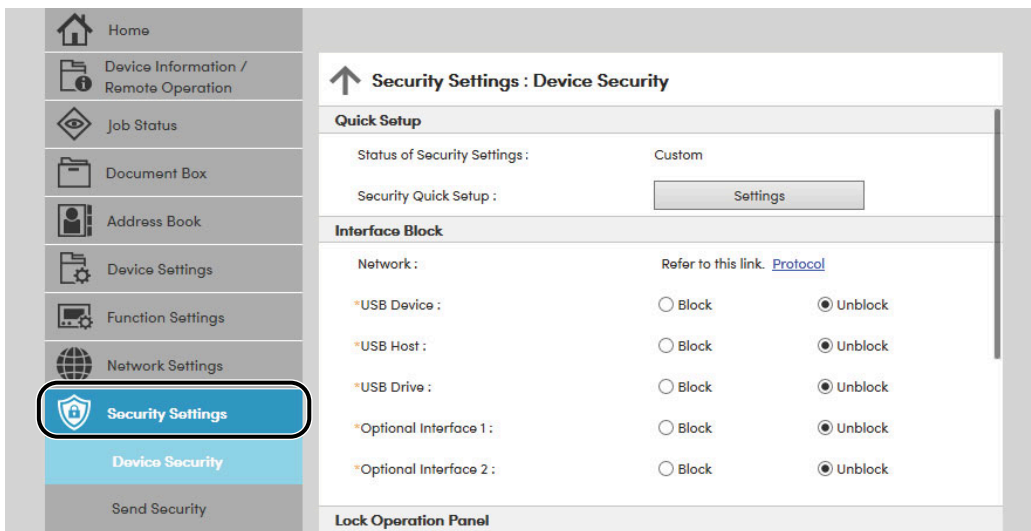 Home
Device Information /
Remote Operation
Job Status
Document Box
Address Book
Device Settings
Function Settings
Network Settings
Security Settings
Device Security
Send Security
Security Settings : Device Security
Quick Setup
Status of Security Settings : Custom
Security Quick Setup : Settings
Interface Block
Network : Refer to this link. Protocol
*USB Device : Block Unblock
*USB Host : Block Unblock
*USB Drive : Block Unblock
*Optional Interface 1 : Block Unblock
*Optional Interface 2 : Block Unblock
Lock Operation Panel